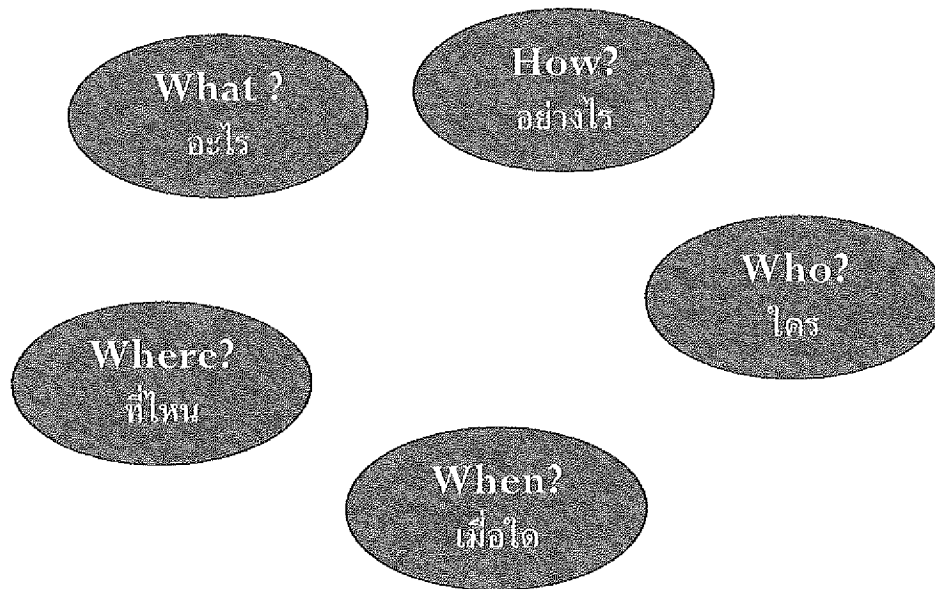 What ?
อะไร
How?
อย่างไร
Who?
ใคร
Where?
ที่ไหน
When?
เมื่อใด